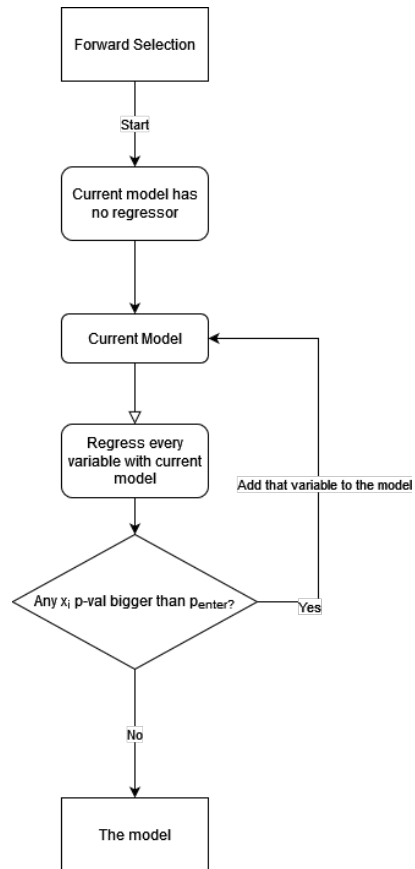 Forward Selection
Start
Current model has
no regressor
Current Model
Regress every
variable with current
model
Add that variable to the model
Any xᵢ p-val bigger than pₑₙₜₑᵣ?
Yes
No
The model